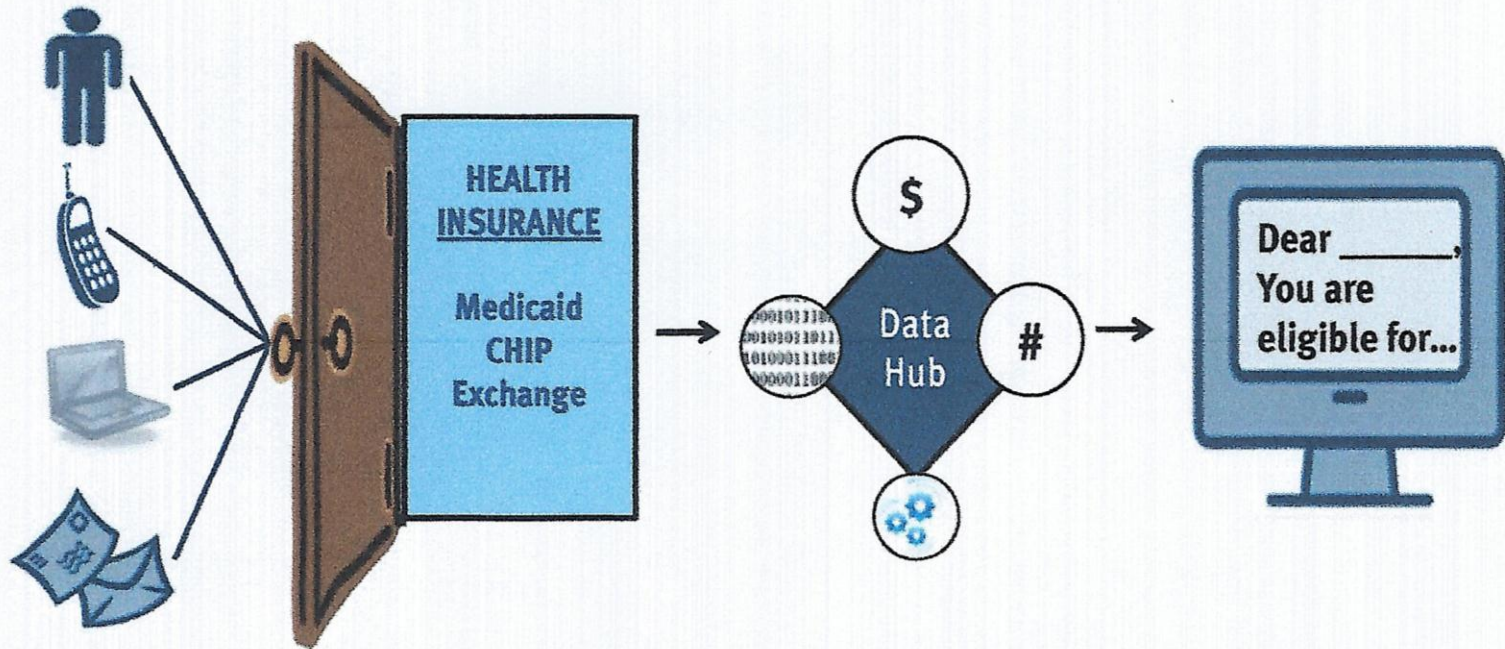 HEALTH
INSURANCE
Medicaid
CHIP
Exchange
$
Data
Hub
#
Dear ______,
You are
eligible for...